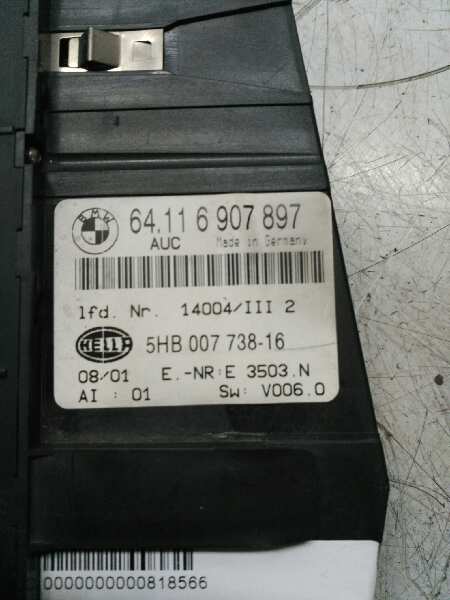 BMW
64.11 6 907 897
AUC Made in Germany
lfd. Nr. 14004/III 2
HELLA 5HB 007 738-16
08/01 E.-NR: E 3503.N
AI : 01 SW: V006.0
0000000000000818566